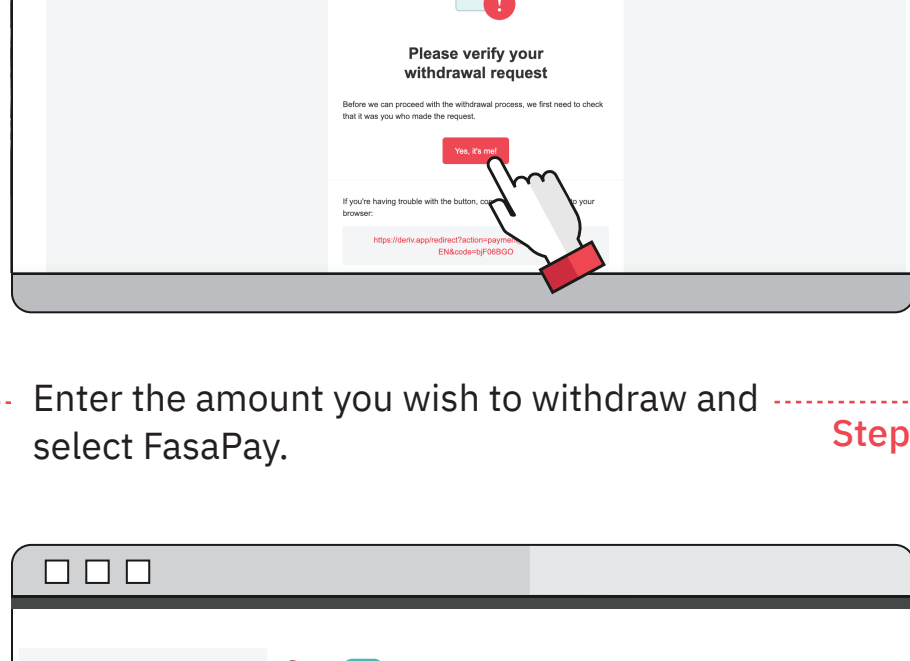 !
Please verify your
withdrawal request
Before we can proceed with the withdrawal process, we first need to check
that it was you who made the request.
Yes, it's me!
If you're having trouble with the button, to your
browser:
https://deriv.app/redirect?action=payment
EN&code=bjF06BGO
Enter the amount you wish to withdraw and
select FasaPay.
Step